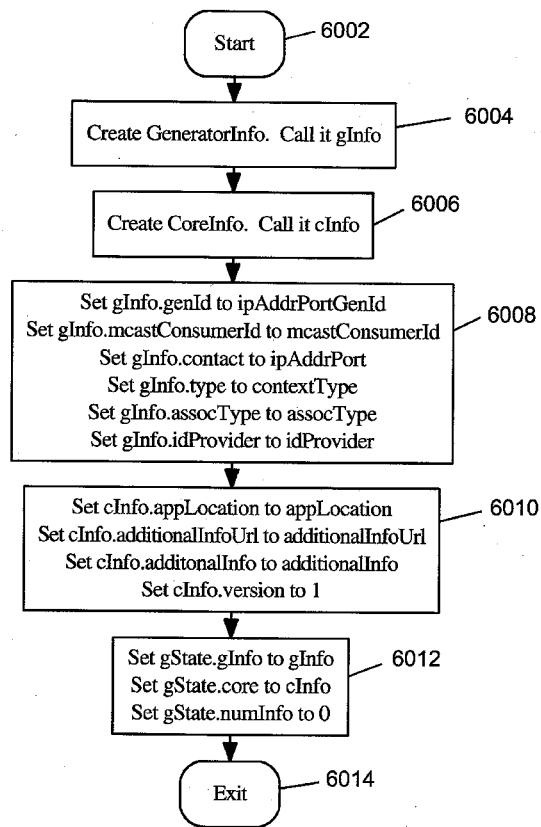 Start
6002
Create GeneratorInfo. Call it gInfo
6004
Create CoreInfo. Call it cInfo
6006
Set gInfo.genId to ipAddrPortGenId
Set gInfo.mcastConsumerId to mcastConsumerId
Set gInfo.contact to ipAddrPort
Set gInfo.type to contextType
Set gInfo.assocType to assocType
Set gInfo.idProvider to idProvider
6008
Set cInfo.appLocation to appLocation
Set cInfo.additionalInfoUrl to additionalInfoUrl
Set cInfo.additonalInfo to additionalInfo
Set cInfo.version to 1
6010
Set gState.gInfo to gInfo
Set gState.core to cInfo
Set gState.numInfo to 0
6012
Exit
6014